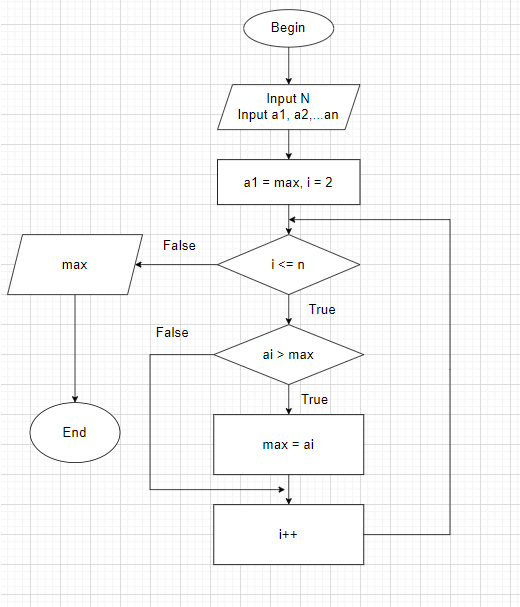 Begin
Input N
Input a1, a2,...an
a1 = max, i = 2
False
i <= n
max
True
False
ai > max
True
End
max = ai
i++